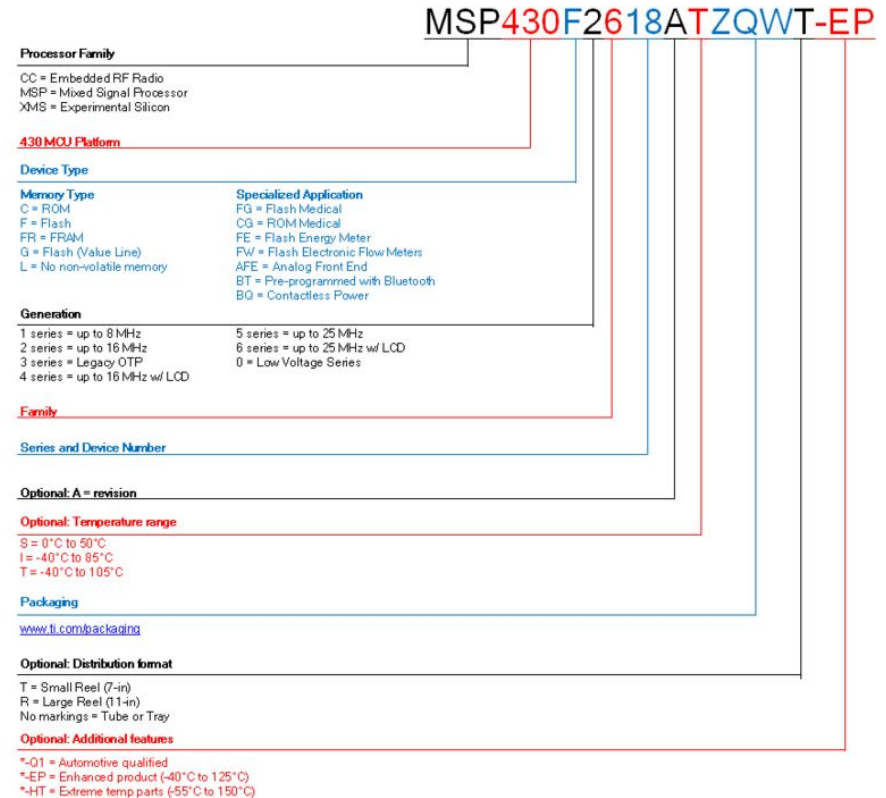 MSP430F2618ATZQWT-EP
Processor Family
CC = Embedded RF Radio
MSP = Mixed Signal Processor
XMS = Experimental Silicon
430 MCU Platform
Device Type
Memory Type
C = ROM
F = Flash
FR = FRAM
G = Flash (Value Line)
L = No non-volatile memory
Specialized Application
FG = Flash Medical
CG = ROM Medical
FE = Flash Energy Meter
FW = Flash Electronic Flow Meters
AFE = Analog Front End
BT = Pre-programmed with Bluetooth
BQ = Contactless Power
Generation
1 series = up to 8 MHz
2 series = up to 16 MHz
3 series = Legacy OTP
4 series = up to 16 MHz w/ LCD
5 series = up to 25 MHz
6 series = up to 25 MHz w/ LCD
0 = Low Voltage Series
Family
Series and Device Number
Optional: A = revision
Optional: Temperature range
S = 0°C to 50°C
I = -40°C to 85°C
T = -40°C to 105°C
Packaging
www.ti.com/packaging
Optional: Distribution format
T = Small Reel (7-in)
R = Large Reel (11-in)
No markings = Tube or Tray
Optional: Additional features
*-Q1 = Automotive qualified
*-EP = Enhanced product (-40°C to 125°C)
*-HT = Extreme temp parts (-55°C to 150°C)